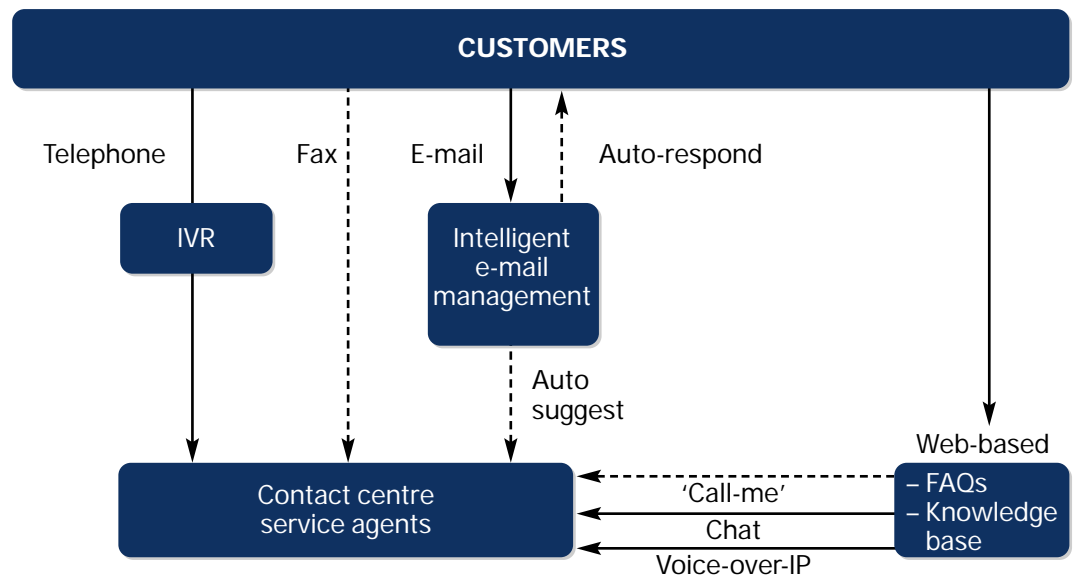 CUSTOMERS
Telephone
Fax
E-mail
Auto-respond
IVR
Intelligent
e-mail
management
Auto
suggest
Web-based
– FAQs
– Knowledge
base
Contact centre
service agents
‘Call-me’
Chat
Voice-over-IP